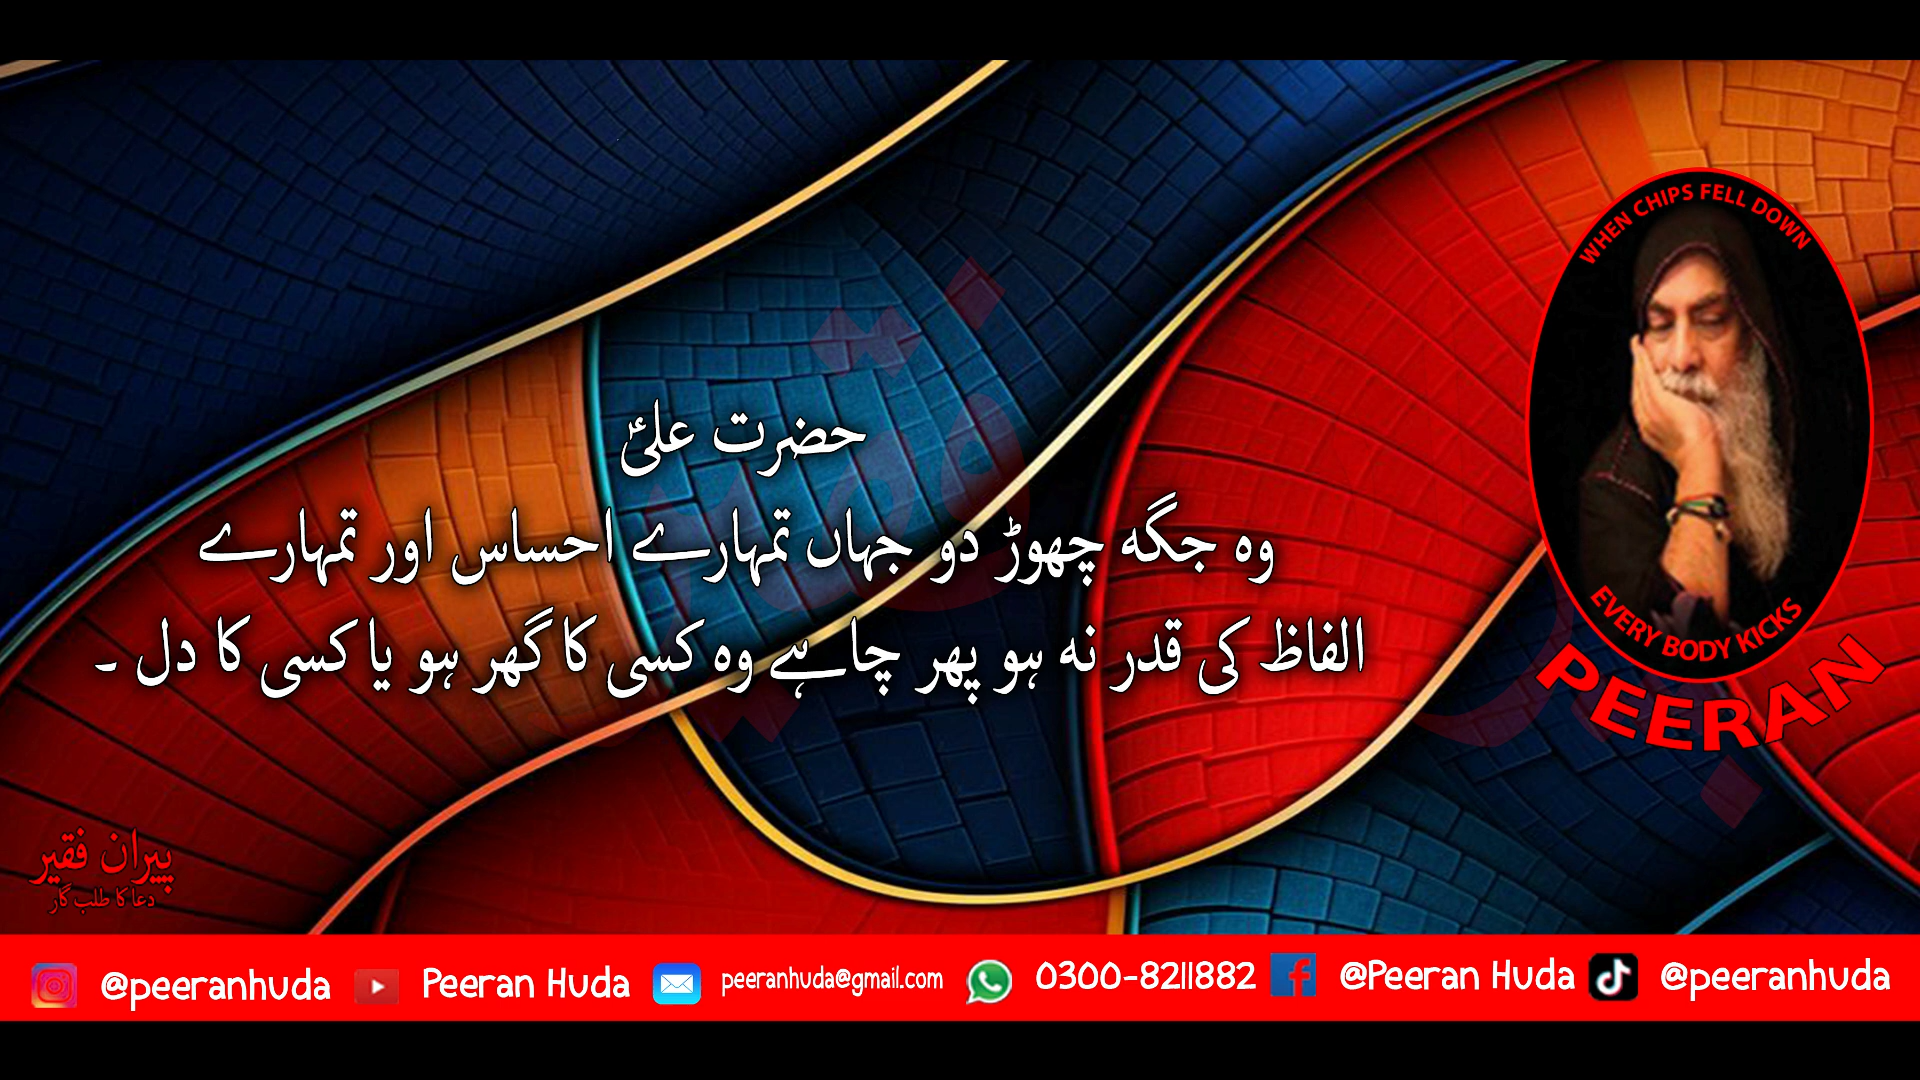 WHEN CHIPS FELL DOWN
حضرت علیؑ
وہ جگہ چھوڑ دو جہاں تمہارے احساس اور تمہارے
الفاظ کی قدر نہ ہو پھر چاہے وہ کسی کا گھر ہو یا کسی کا دل ۔
EVERY BODY KICKS
PEERAN
پیران فقیر
دعا کا طلب گار
@peeranhuda Peeran Huda peeranhuda@gmail.com 0300-8211882 @Peeran Huda @peeranhuda